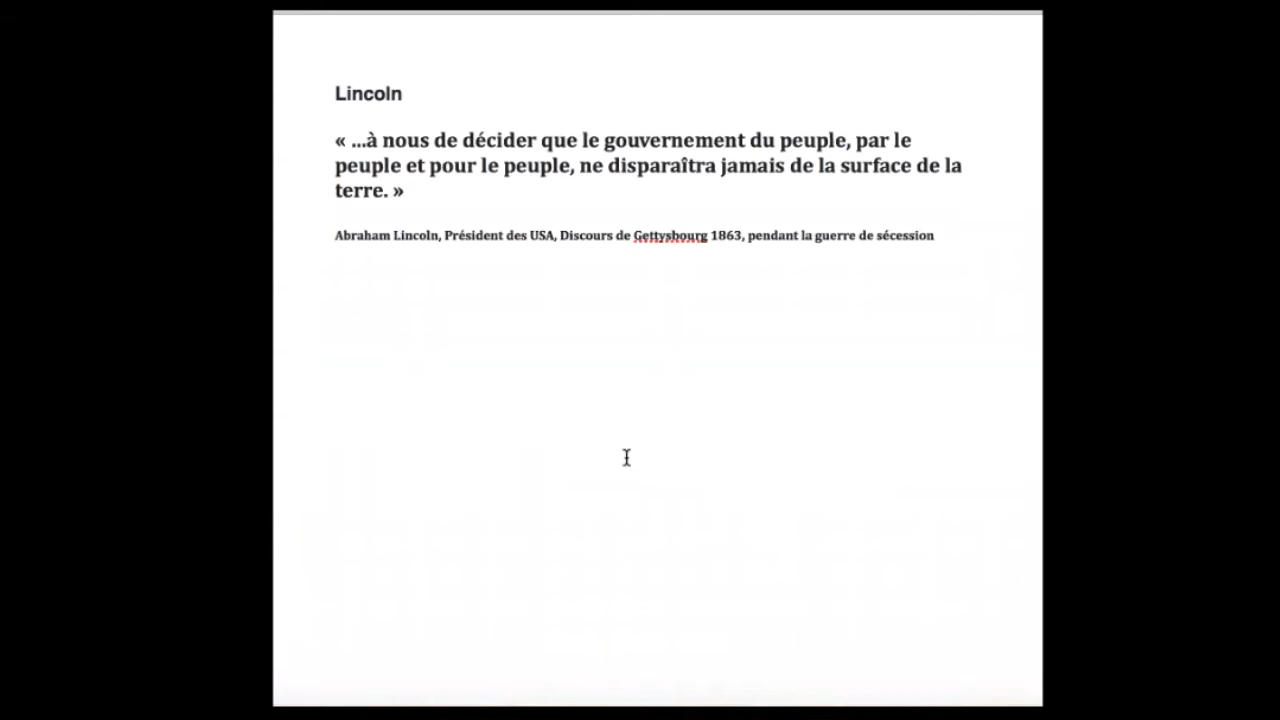 Lincoln
« ...à nous de décider que le gouvernement du peuple, par le
peuple et pour le peuple, ne disparaîtra jamais de la surface de la
terre. »
Abraham Lincoln, Président des USA, Discours de Gettysbourg 1863, pendant la guerre de sécession